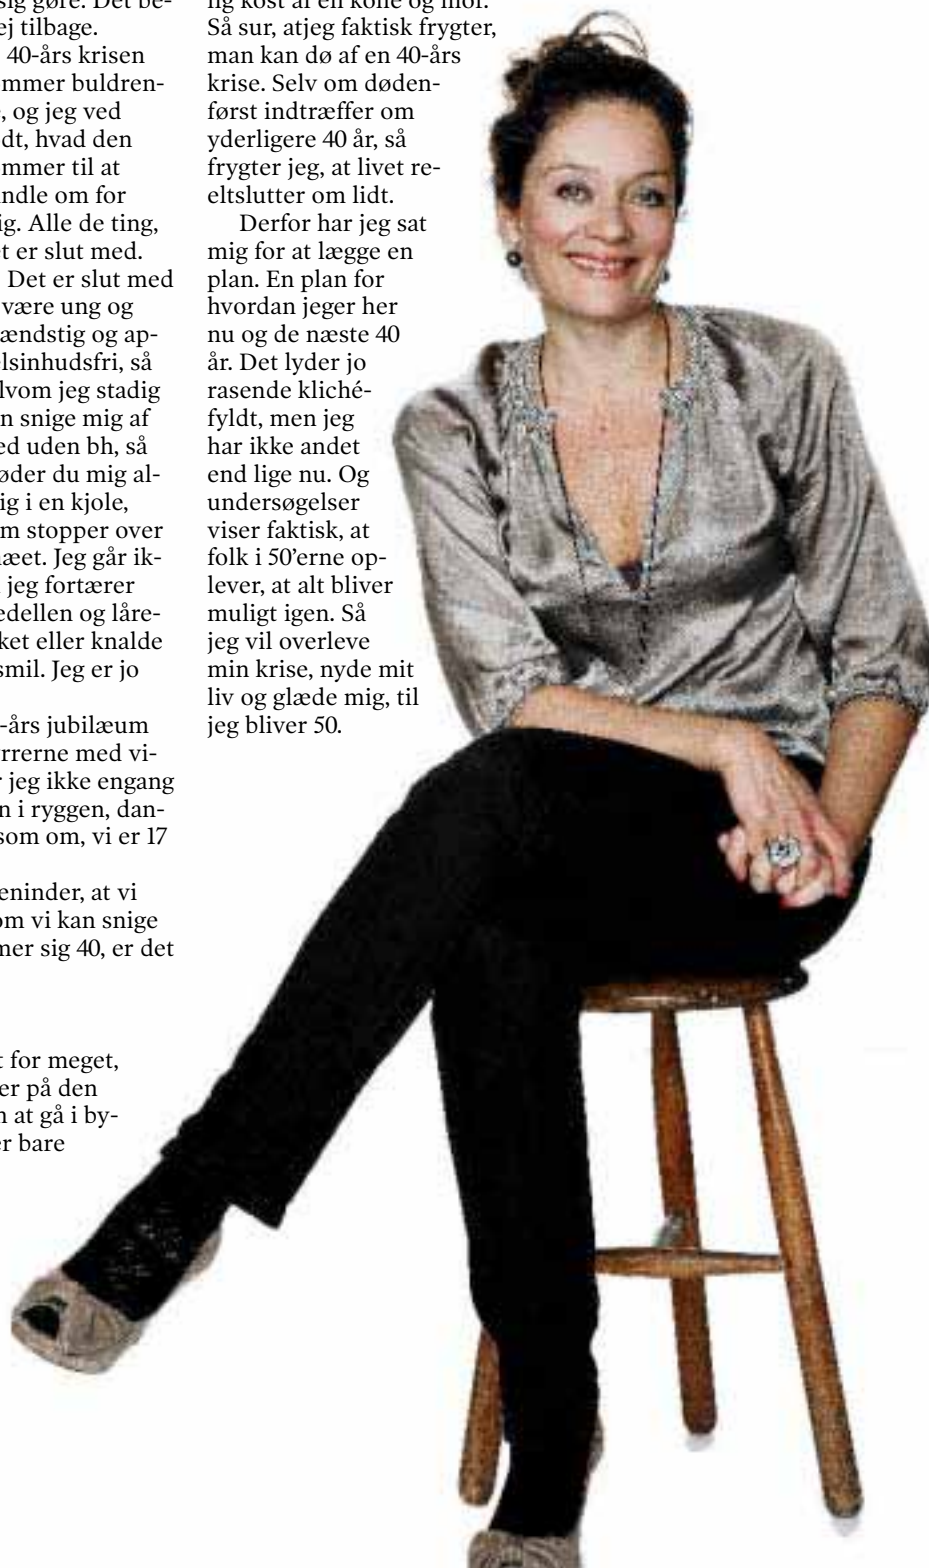 sig gøre. Det be-
ej tilbage.
40-års krisen
mmer buldren-
, og jeg ved
dt, hvad den
mmer til at
ndle om for
ig. Alle de ting,
t er slut med.
Det er slut med
være ung og
ændstig og ap-
elsinhudsfri, så
lvom jeg stadig
n snige mig af
ed uden bh, så
øder du mig al-
ig i en kjole,
m stopper over
næet. Jeg går ik-
jeg fortærer
edellen og låre-
ket eller knalde
smil. Jeg er jo
-års jubilæum
rrerne med vi-
r jeg ikke engang
n i ryggen, dan-
som om, vi er 17
eninder, at vi
om vi kan snige
mer sig 40, er det
t for meget,
er på den
n at gå i by-
er bare
lig kost af en kone og mor.
Så sur, atjeg faktisk frygter,
man kan dø af en 40-års
krise. Selv om døden-
først indtræffer om
yderligere 40 år, så
frygter jeg, at livet re-
eltslutter om lidt.
Derfor har jeg sat
mig for at lægge en
plan. En plan for
hvordan jeger her
nu og de næste 40
år. Det lyder jo
rasende kliché-
fyldt, men jeg
har ikke andet
end lige nu. Og
undersøgelser
viser faktisk, at
folk i 50'erne op-
lever, at alt bliver
muligt igen. Så
jeg vil overleve
min krise, nyde mit
liv og glæde mig, til
jeg bliver 50.